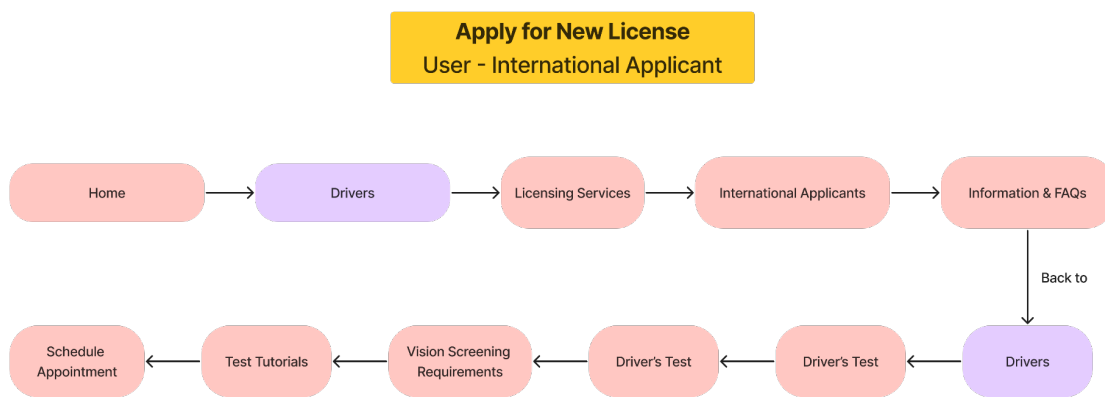 Apply for New License
User - International Applicant
Home
Drivers
Licensing Services
International Applicants
Information & FAQs
Back to
Schedule
Appointment
Test Tutorials
Vision Screening
Requirements
Driver's Test
Driver's Test
Drivers